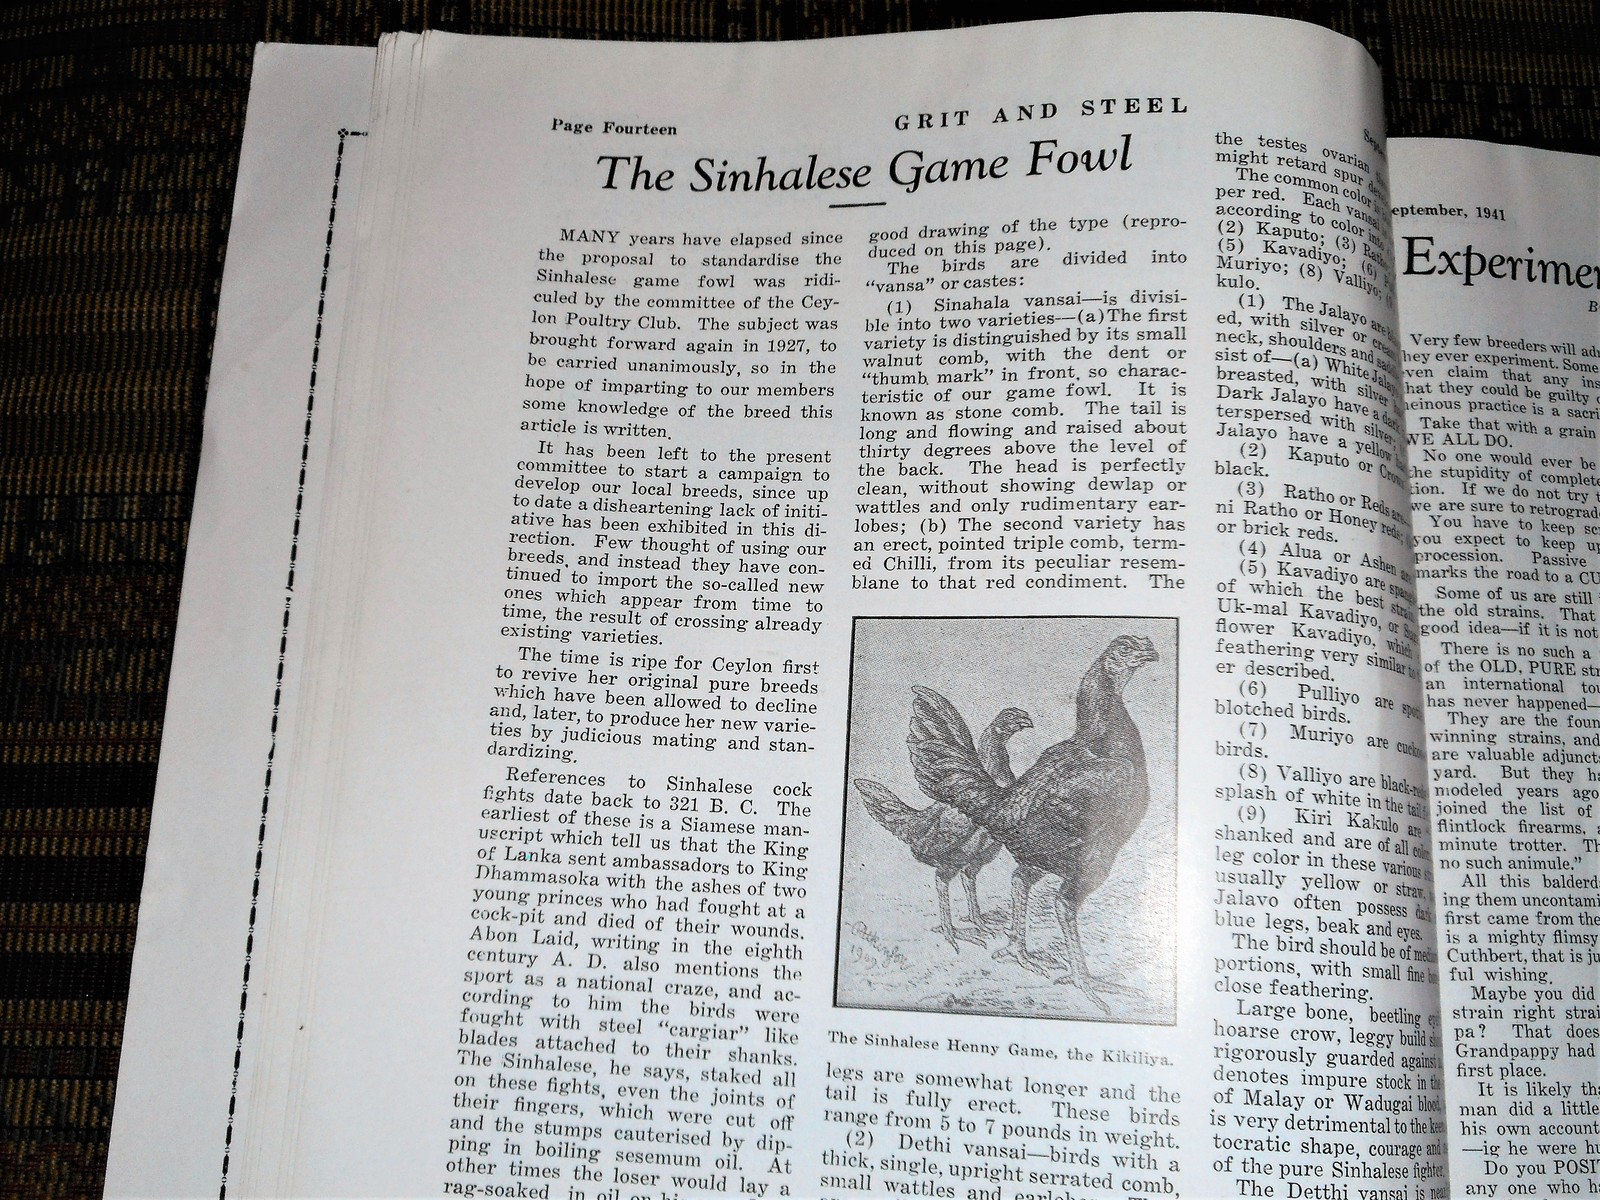 Page Fourteen
GRIT AND STEEL
The Sinhalese Game Fowl
MANY years have elapsed since
the proposal to standardise the
Sinhalese game fowl was ridi-
culed by the committee of the Cey-
lon Poultry Club. The subject was
brought forward again in 1927, to
be carried unanimously, so in the
hope of imparting to our members
some knowledge of the breed this
article is written.
It has been left to the present
committee to start a campaign to
develop our local breeds, since up
to date a disheartening lack of initi-
ative has been exhibited in this di-
rection. Few thought of using our
breeds, and instead they have con-
tinued to import the so-called new
ones which appear from time to
time, the result of crossing already
existing varieties.
The time is ripe for Ceylon first
to revive her original pure breeds
which have been allowed to decline
and, later, to produce her new varie-
ties by judicious mating and stan-
dardizing.
References to Sinhalese cock
fights date back to 321 B. C. The
earliest of these is a Siamese man-
uscript which tell us that the King
of Lanka sent ambassadors to King
Dhammasoka with the ashes of two
young princes who had fought at a
cock-pit and died of their wounds.
Abon Laid, writing in the eighth
century A. D. also mentions the
sport as a national craze, and ac-
cording to him the birds were
fought with steel "cargiar" like
blades attached to their shanks.
The Sinhalese, he says, staked all
on these fights, even the joints of
their fingers, which were cut off
and the stumps cauterised by dip-
ping in boiling sesemum oil. At
other times the loser would lay a
rag-soaked in oil on
good drawing of the type (repro-
duced on this page).
The birds are divided into
"vansa" or castes:
(1) Sinahala vansai—is divisi-
ble into two varieties—(a)The first
variety is distinguished by its small
walnut comb, with the dent or
"thumb mark" in front, so charac-
teristic of our game fowl. It is
known as stone comb. The tail is
long and flowing and raised about
thirty degrees above the level of
the back. The head is perfectly
clean, without showing dewlap or
wattles and only rudimentary ear-
lobes; (b) The second variety has
an erect, pointed triple comb, term-
ed Chilli, from its peculiar resem-
blane to that red condiment. The
1909
The Sinhalese Henny Game, the Kikiliya.
legs are somewhat longer and the
tail is fully erect. These birds
range from 5 to 7 pounds in weight.
(2) Dethi vansai—birds with a
thick, single, upright serrated comb,
small wattles and earlobes.
the testes ovarian
might retard spur
The common color
per red. Each vansai
according to color into
(2) Kaputo; (3)
(5) Kavadiyo; (6)
Muriyo; (8) Valliyo;
kulo.
(1) The Jalayo are
ed, with silver or
neck, shoulders and
sist of—(a) White Jalayo
breasted, with silver
Dark Jalayo have a dark
terspersed with silver
Jalayo have a yellow
(2) Kaputo or Crow
black.
(3) Ratho or Reds are
ni Ratho or Honey reds;
or brick reds.
(4) Alua or Ashen
(5) Kavadiyo are
of which the best
Uk-mal Kavadiyo, or
flower Kavadiyo, which
feathering very similar to
er described.
(6) Pulliyo are
blotched birds.
(7) Muriyo are
birds.
(8) Valliyo are black-red
splash of white in the tail
(9) Kiri Kakulo are
shanked and are of all
leg color in these various
usually yellow or straw,
Jalavo often possess dark
blue legs, beak and eyes.
The bird should be of
portions, with small fine
close feathering.
Large bone, beetling
hoarse crow, leggy build
rigorously guarded against
denotes impure stock in the
of Malay or Wadugai blood,
is very detrimental to the
tocratic shape, courage and
of the pure Sinhalese fighter.
The Detthi vansai is
eptember, 1941
Experimen
Very few breeders will
hey ever experiment. Some
ven claim that any
hat they could be guilty
heinous practice is a
Take that with a grain
WE ALL DO.
No one would ever be
the stupidity of complete
tion. If we do not try
we are sure to retrograde
You have to keep
you expect to keep up
procession. Passive
marks the road to a
Some of us are still
the old strains. That
good idea—if it is not
There is no such a
of the OLD, PURE
an international
has never happened—
They are the
winning strains, and
are valuable adjuncts
yard. But they
modeled years ago
joined the list of
flintlock firearms,
minute trotter.
no such animule."
All this
ing them
first came from the
is a mighty flimsy
Cuthbert, that is
ful wishing.
Maybe you did
strain right
pa? That does
Grandpappy had
first place.
It is likely
man did a little
his own account
—ig he were
Do you
any one who